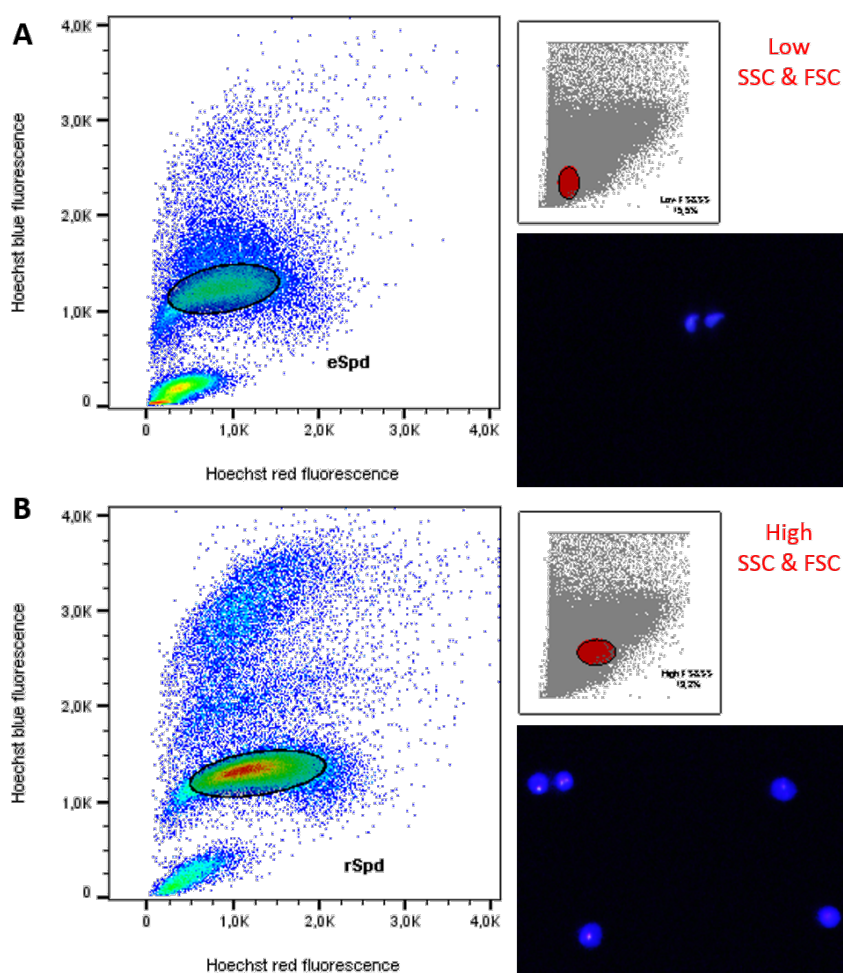 A
Low
SSC & FSC
Hoechst blue fluorescence
4,0K
3,0K
2,0K
1,0K
0
eSpd
0
1,0K
2,0K
3,0K
4,0K
Hoechst red fluorescence
Low
B
High
SSC & FSC
Hoechst blue fluorescence
4,0K
3,0K
2,0K
1,0K
0
rSpd
0
1,0K
2,0K
3,0K
4,0K
Hoechst red fluorescence
High